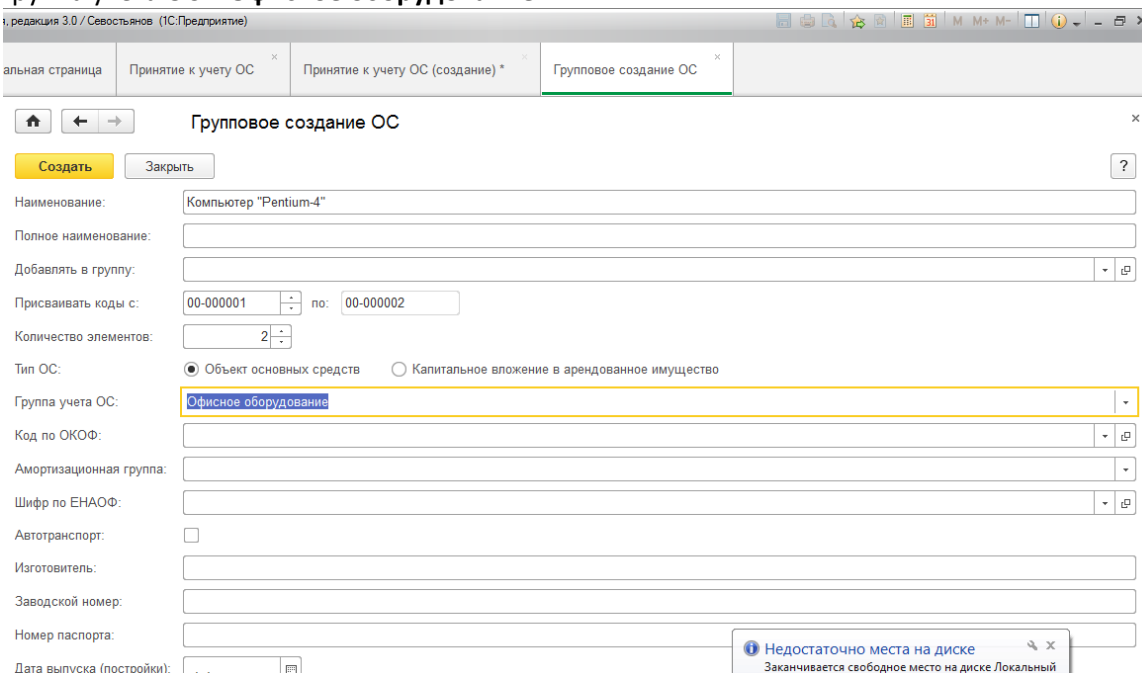 я, редакция 3.0 / Севостьянов (1С:Предприятие) M M+ M-
альная страница Принятие к учету ОС Принятие к учету ОС (создание) * Групповое создание ОС
Групповое создание ОС
Создать Закрыть ?
Наименование: Компьютер "Pentium-4"
Полное наименование:
Добавлять в группу:
Присваивать коды с: 00-000001 по: 00-000002
Количество элементов: 2
Тип ОС: Объект основных средств Капитальное вложение в арендованное имущество
Группа учета ОС: Офисное оборудование
Код по ОКОФ:
Амортизационная группа:
Шифр по ЕНАОФ:
Автотранспорт:
Изготовитель:
Заводской номер:
Номер паспорта:
Недостаточно места на диске
Дата выпуска (постройки):
Заканчивается свободное место на диске Локальный